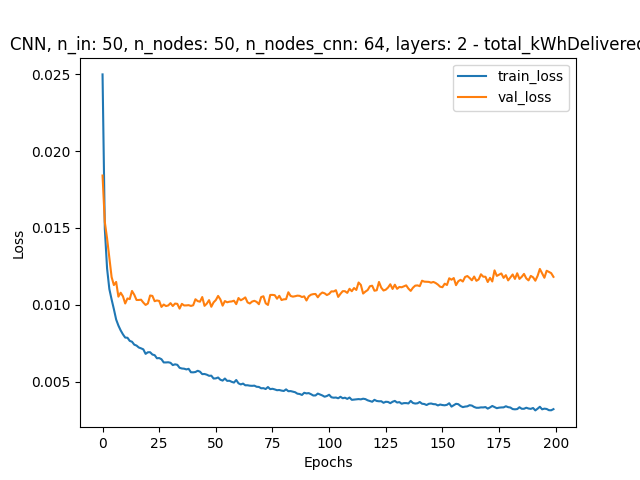 CNN, n_in: 50, n_nodes: 50, n_nodes_cnn: 64, layers: 2 - total_kWhDelivered
train_loss
val_loss
0.025
0.020
0.015
0.010
0.005
Loss
0 25 50 75 100 125 150 175 200
Epochs